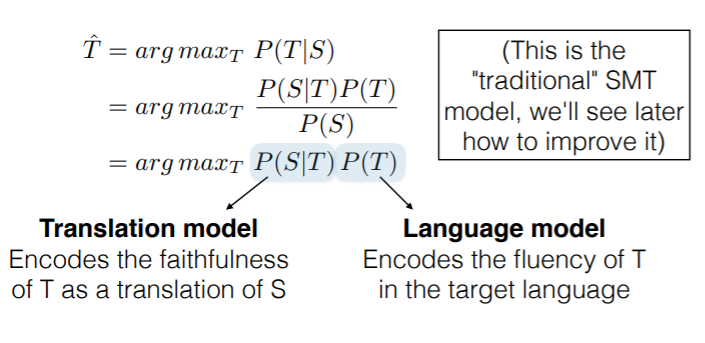 T̂ = arg max_T P(T|S)
= arg max_T P(S|T)P(T) / P(S)
= arg max_T P(S|T) P(T)
(This is the
"traditional" SMT
model, we'll see later
how to improve it)
Translation model
Encodes the faithfulness
of T as a translation of S
Language model
Encodes the fluency of T
in the target language